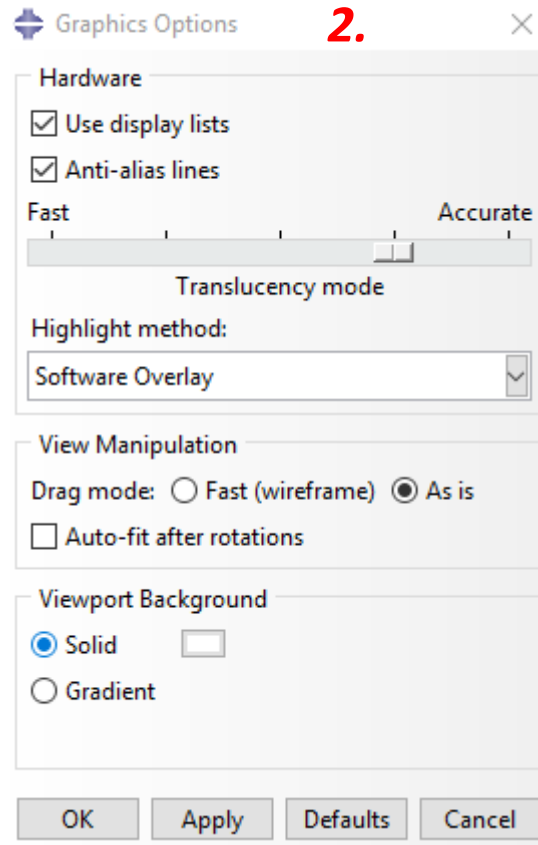 Graphics Options 2.
Hardware
Use display lists
Anti-alias lines
Fast Accurate
Translucency mode
Highlight method:
Software Overlay
View Manipulation
Drag mode: Fast (wireframe) As is
Auto-fit after rotations
Viewport Background
Solid
Gradient
OK Apply Defaults Cancel